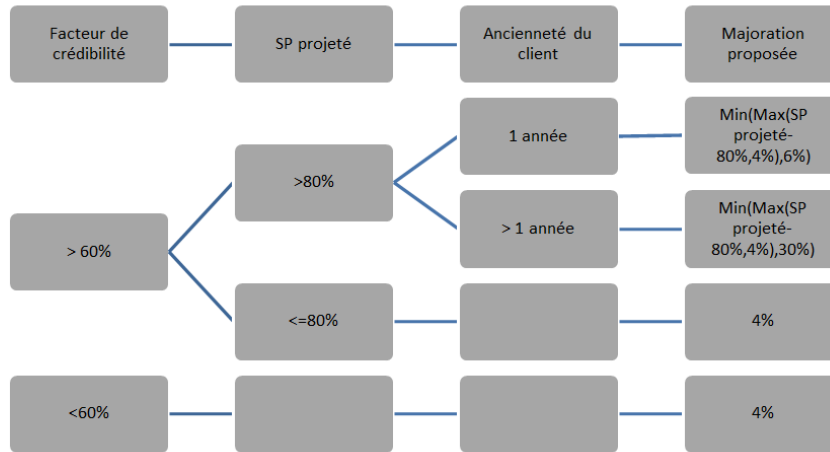 Facteur de
crédibilité
SP projeté
Ancienneté du
client
Majoration
proposée
> 60%
>80%
1 année
Min(Max(SP
projeté-
80%,4%),6%)
> 1 année
Min(Max(SP
projeté-
80%,4%),30%)
<=80%
4%
<60%
4%